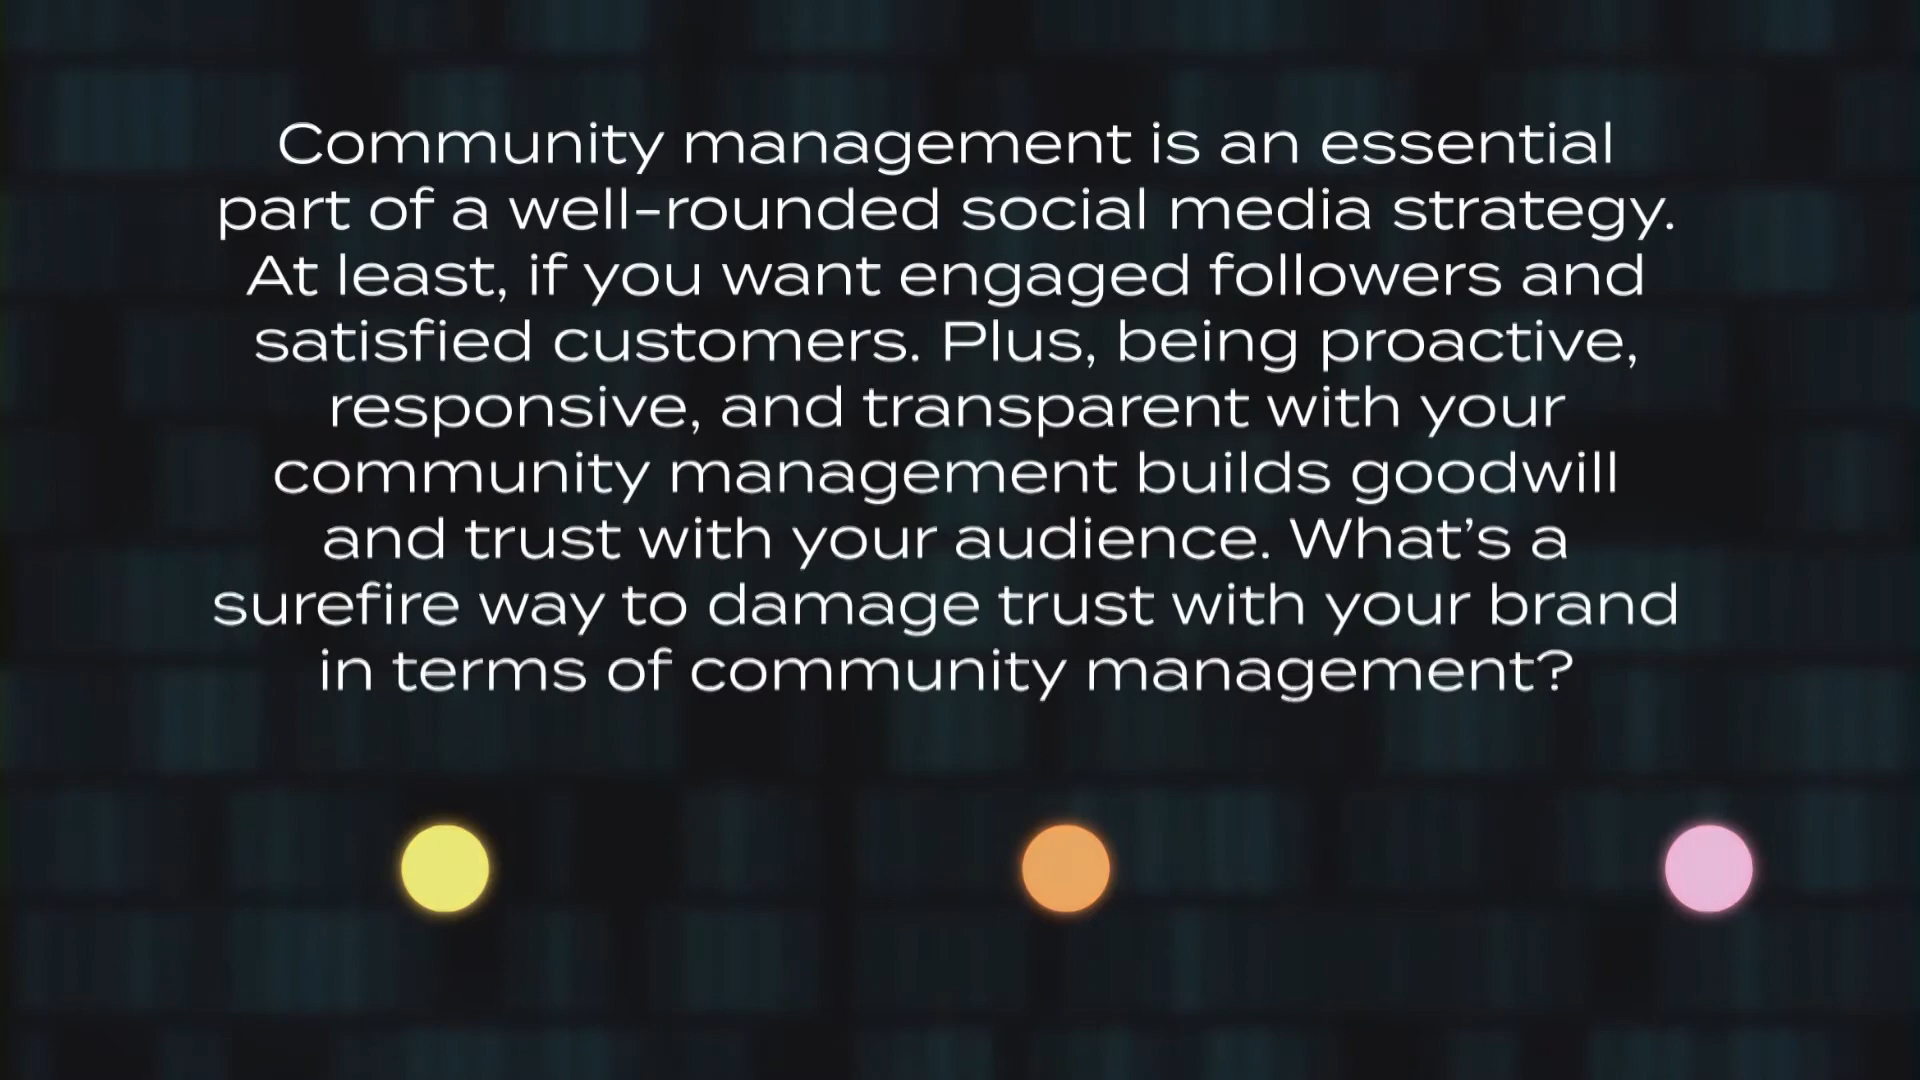 Community management is an essential
part of a well-rounded social media strategy.
At least, if you want engaged followers and
satisfied customers. Plus, being proactive,
responsive, and transparent with your
community management builds goodwill
and trust with your audience. What’s a
surefire way to damage trust with your brand
in terms of community management?